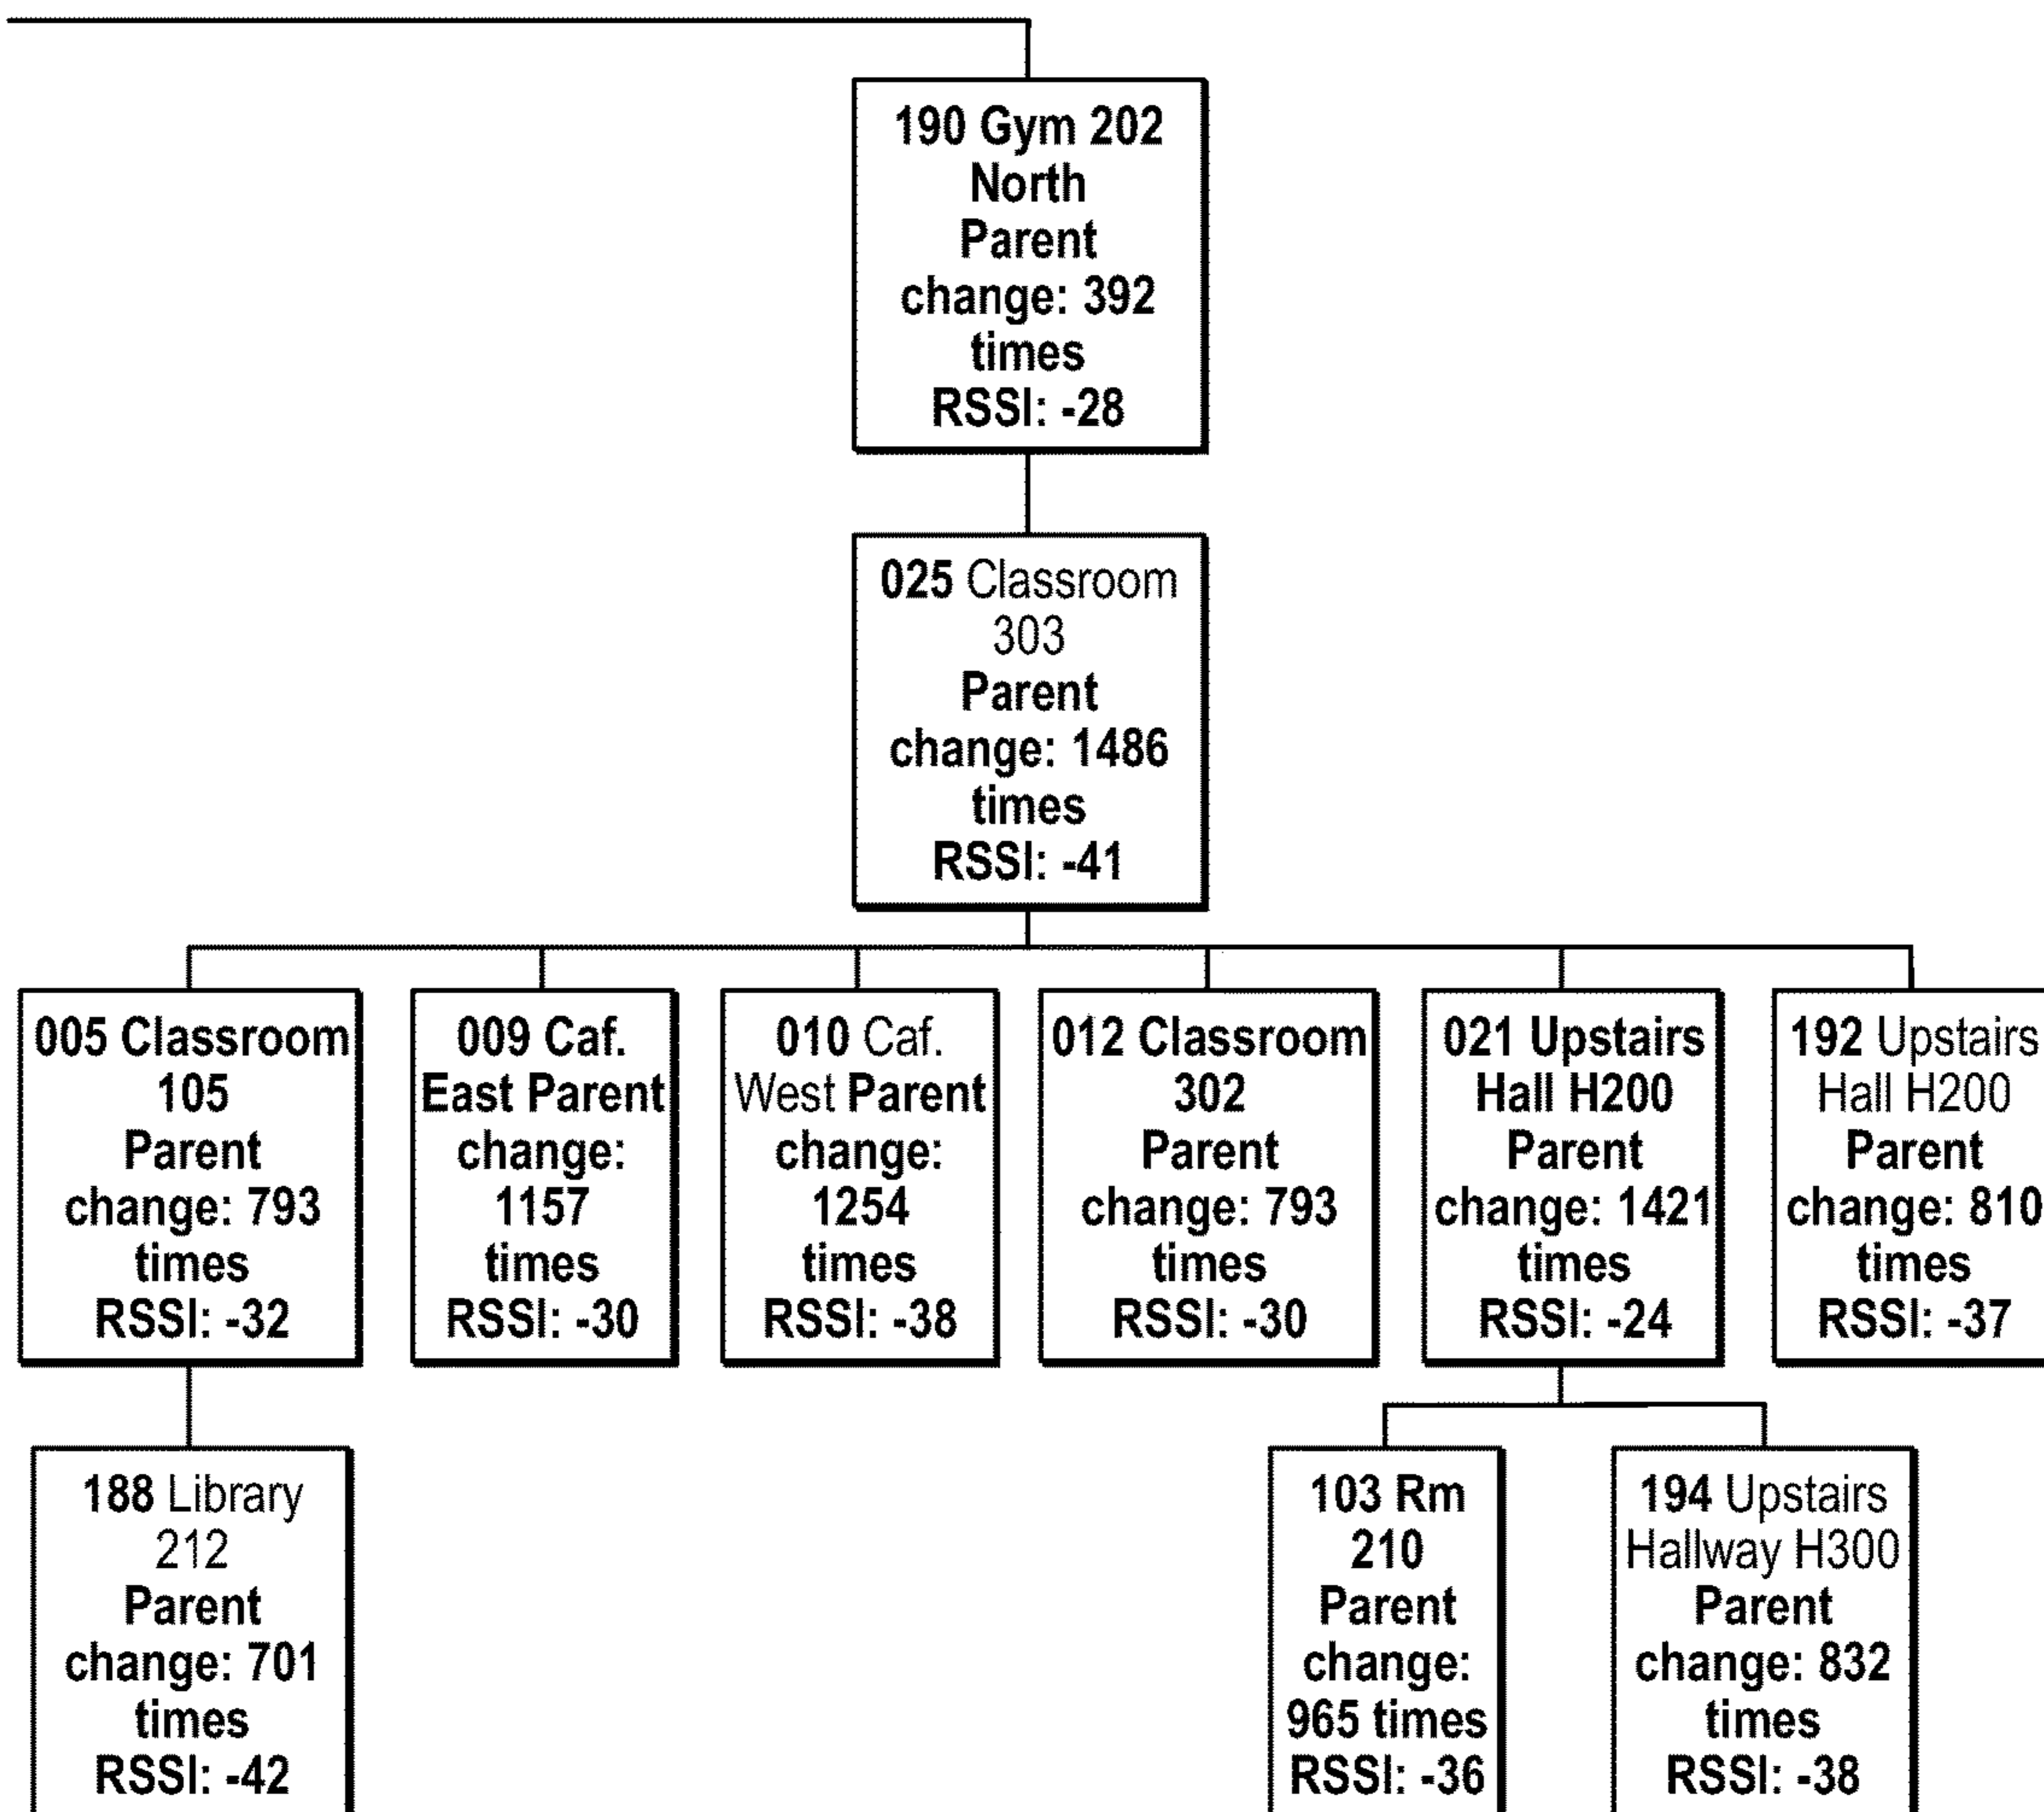 190 Gym 202
North
Parent
change: 392
times
RSSI: -28
025 Classroom
303
Parent
change: 1486
times
RSSI: -41
005 Classroom
105
Parent
change: 793
times
RSSI: -32
009 Caf.
East Parent
change:
1157
times
RSSI: -30
010 Caf.
West Parent
change:
1254
times
RSSI: -38
012 Classroom
302
Parent
change: 793
times
RSSI: -30
021 Upstairs
Hall H200
Parent
change: 1421
times
RSSI: -24
192 Upstairs
Hall H200
Parent
change: 810
times
RSSI: -37
188 Library
212
Parent
change: 701
times
RSSI: -42
103 Rm
210
Parent
change:
965 times
RSSI: -36
194 Upstairs
Hallway H300
Parent
change: 832
times
RSSI: -38